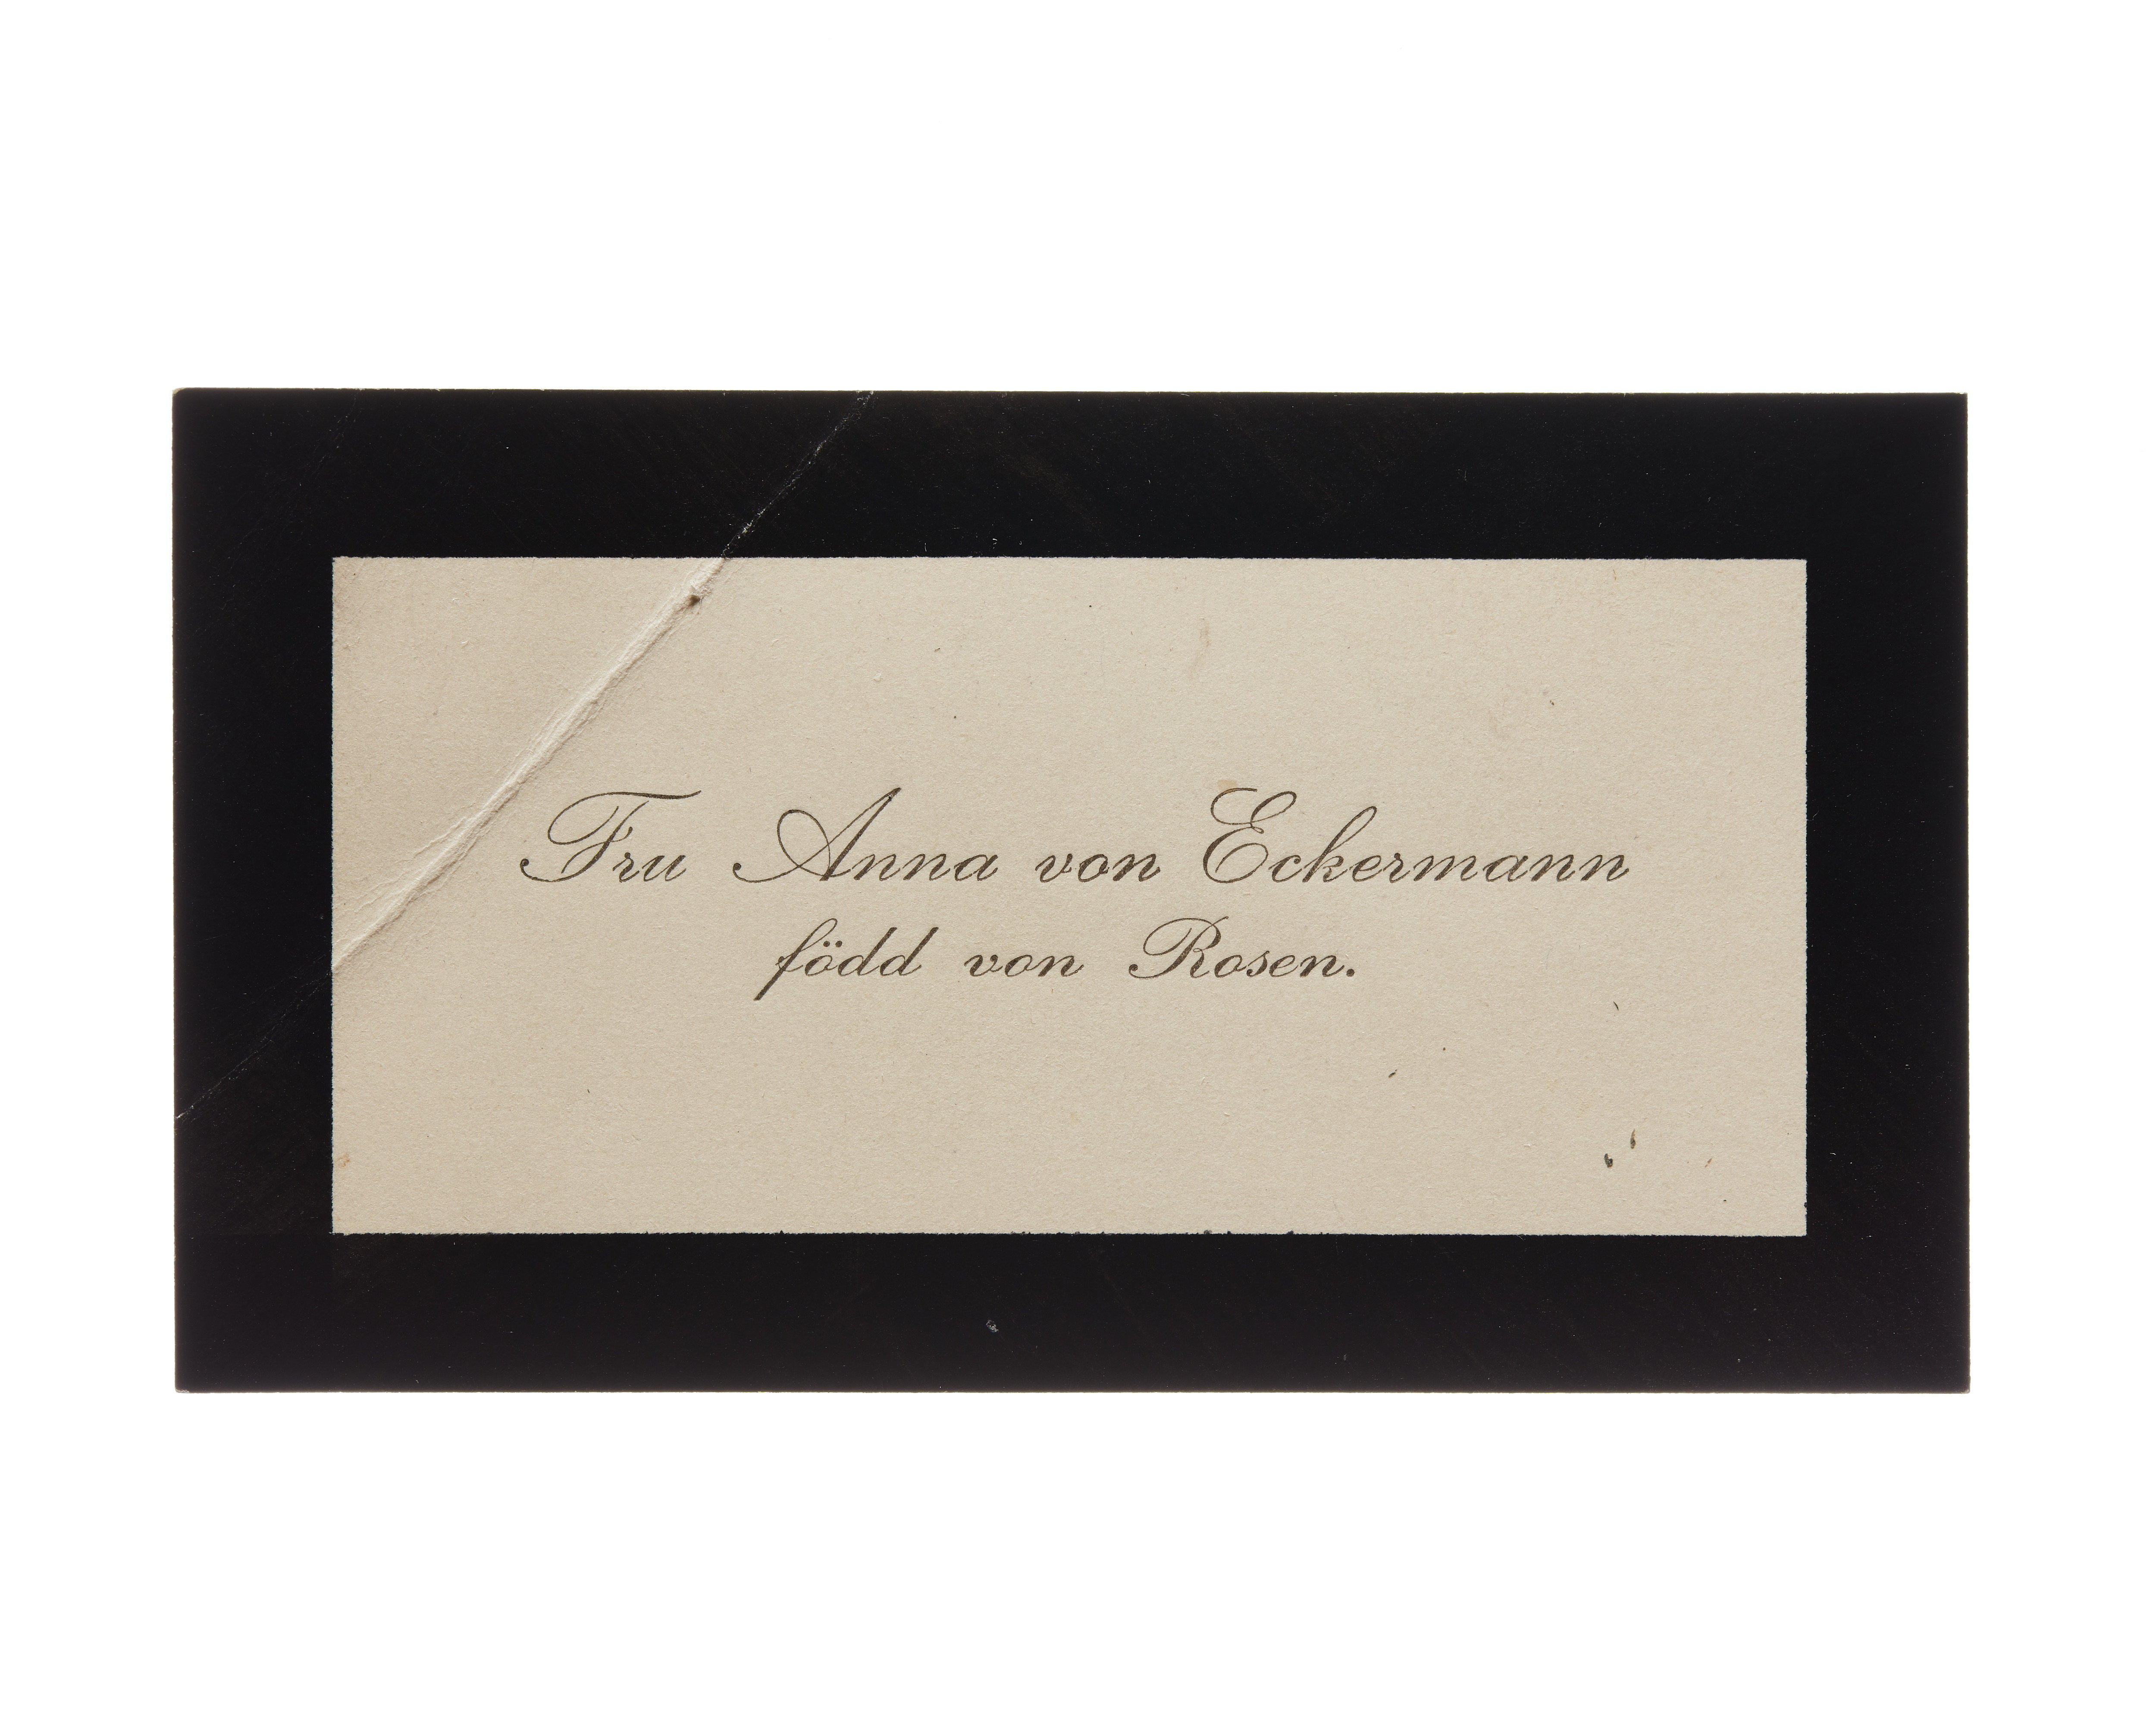 Fru Anna von Eckermann
född von Rosen.